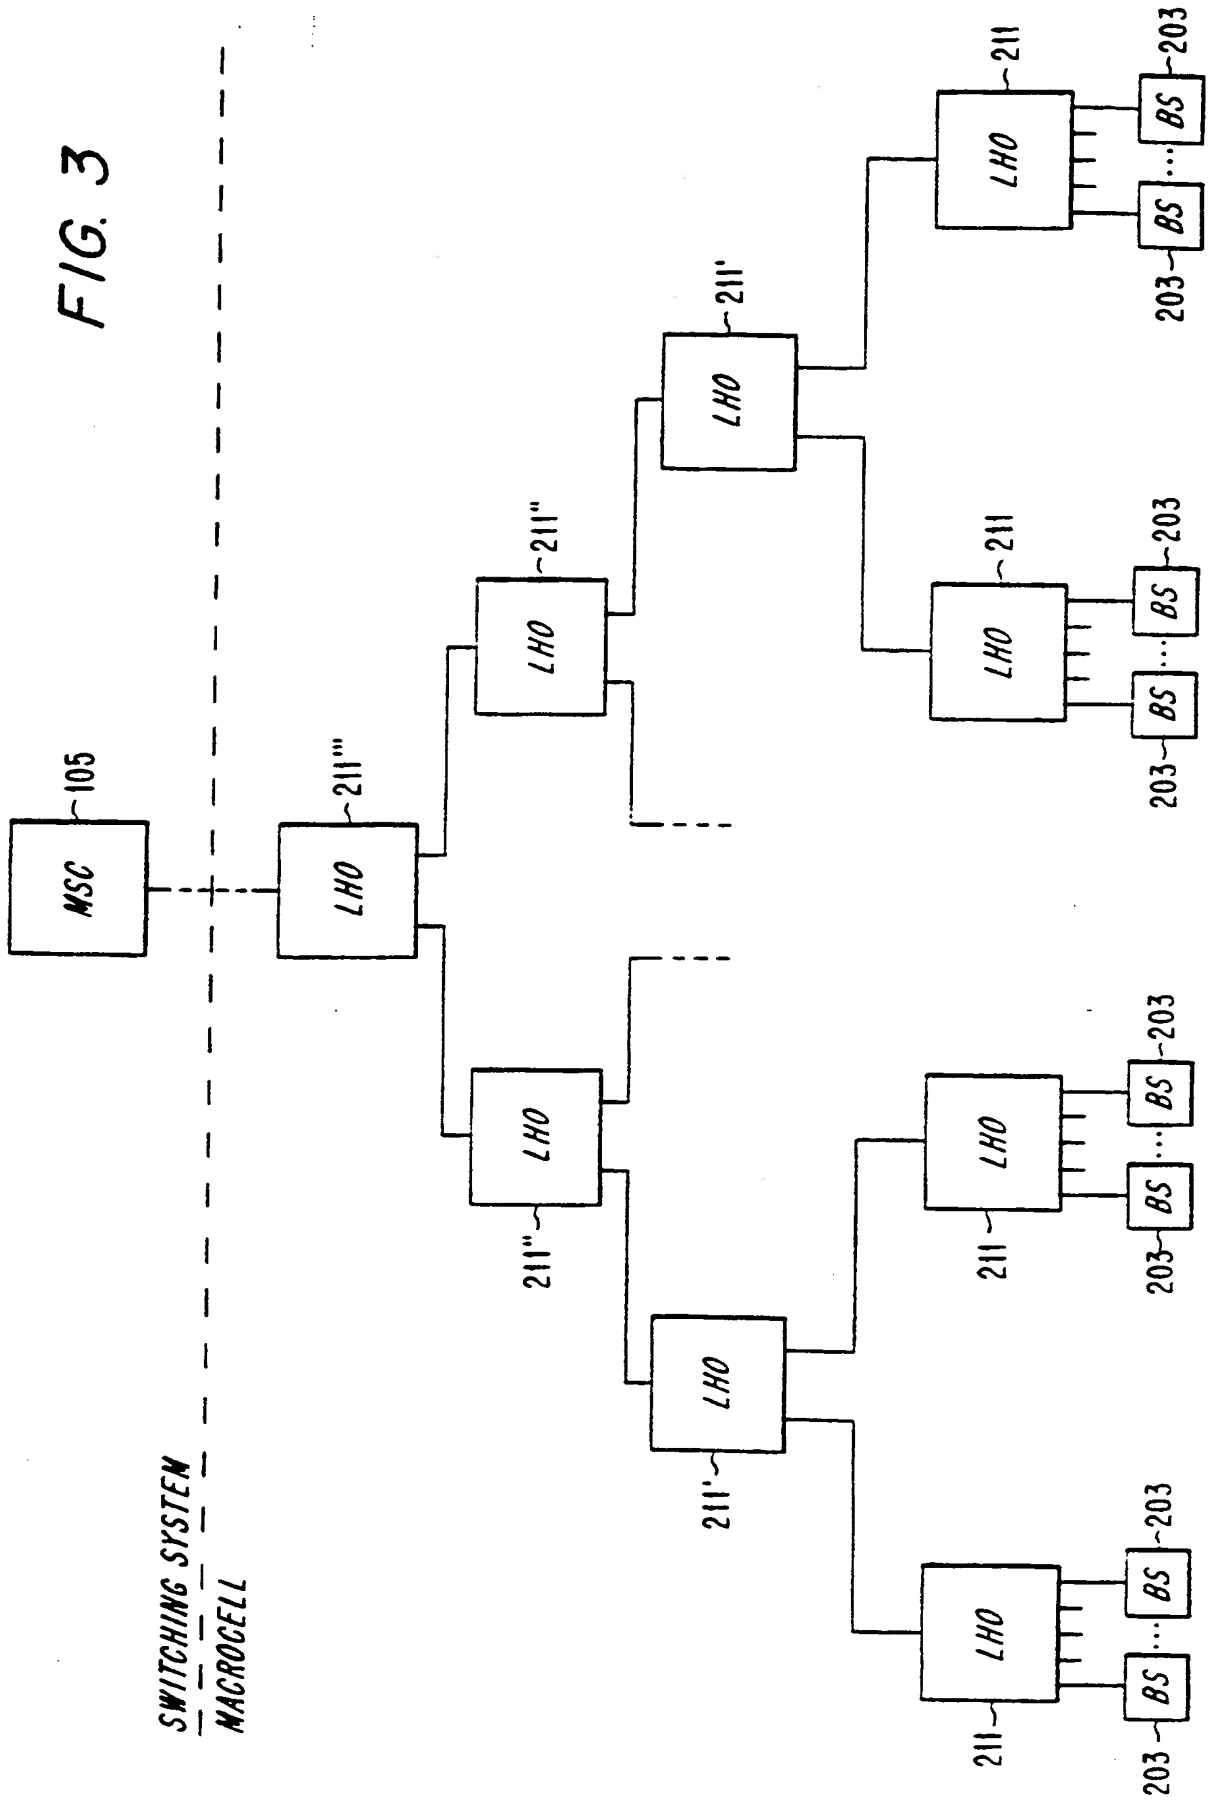 FIG. 3
MSC
105
SWITCHING SYSTEM
MACROCELL
LHO
211'''
LHO
211''
LHO
211''
LHO
211'
LHO
211'
LHO
211
LHO
211
LHO
211
LHO
211
BS ... BS
203
203
BS ... BS
203
203
BS ... BS
203
203
BS ... BS
203
203